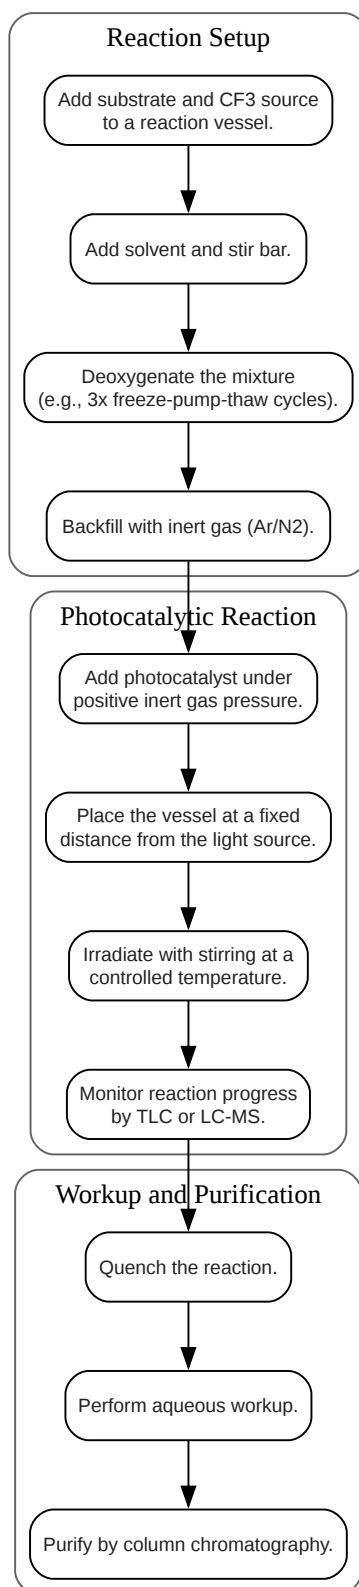 Reaction Setup
Add substrate and CF3 source
to a reaction vessel.
Add solvent and stir bar.
Deoxygenate the mixture
(e.g., 3x freeze-pump-thaw cycles).
Backfill with inert gas (Ar/N2).
Photocatalytic Reaction
Add photocatalyst under
positive inert gas pressure.
Place the vessel at a fixed
distance from the light source.
Irradiate with stirring at a
controlled temperature.
Monitor reaction progress
by TLC or LC-MS.
Workup and Purification
Quench the reaction.
Perform aqueous workup.
Purify by column chromatography.